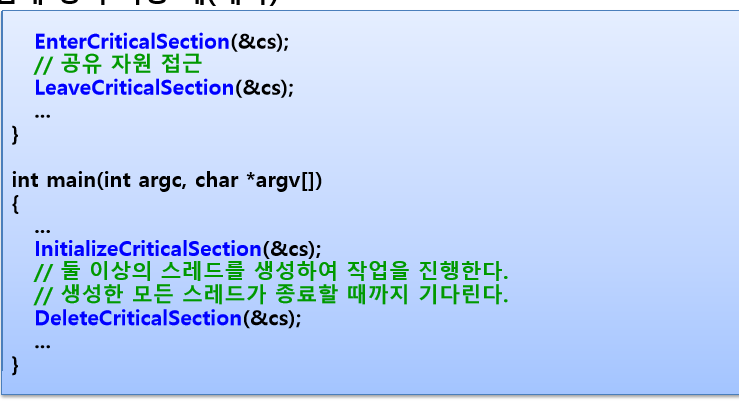 EnterCriticalSection(&cs);
// 공유 자원 접근
LeaveCriticalSection(&cs);
...
}
int main(int argc, char *argv[])
{
...
InitializeCriticalSection(&cs);
// 둘 이상의 스레드를 생성하여 작업을 진행한다.
// 생성한 모든 스레드가 종료할 때까지 기다린다.
DeleteCriticalSection(&cs);
...
}